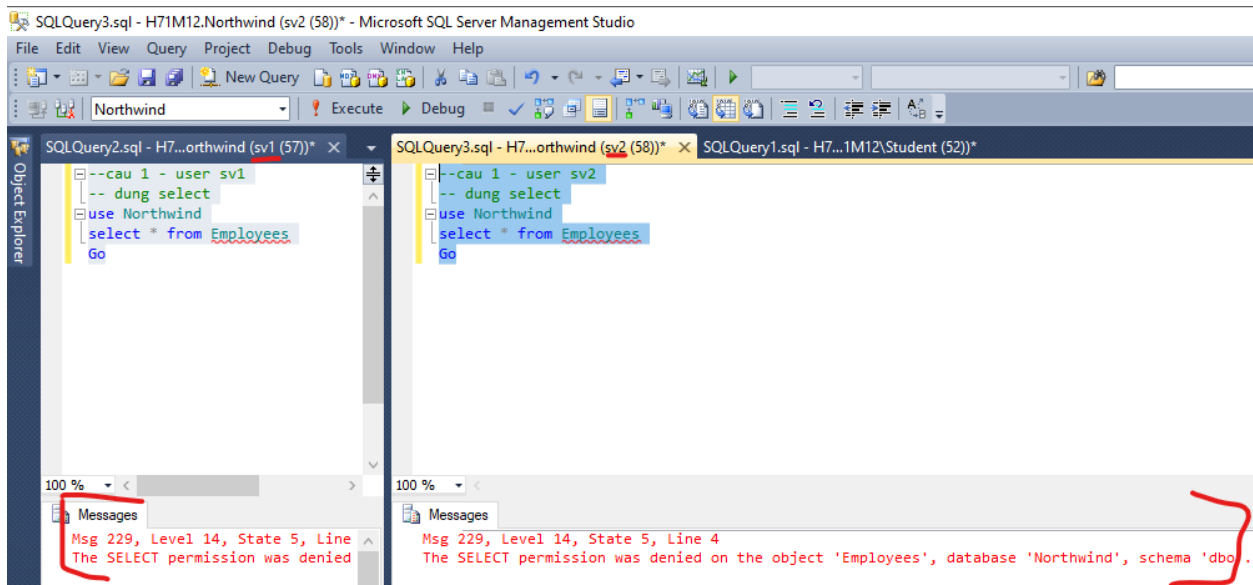 SQLQuery3.sql - H71M12.Northwind (sv2 (58))* - Microsoft SQL Server Management Studio
File Edit View Query Project Debug Tools Window Help
New Query
Northwind
Execute
Debug
Object Explorer
SQLQuery2.sql - H7...orthwind (sv1 (57))*
--cau 1 - user sv1
-- dung select
use Northwind
select * from Employees
Go
100 %
Messages
Msg 229, Level 14, State 5, Line
The SELECT permission was denied
SQLQuery3.sql - H7...orthwind (sv2 (58))*
SQLQuery1.sql - H7...1M12\Student (52))*
--cau 1 - user sv2
-- dung select
use Northwind
select * from Employees
Go
100 %
Messages
Msg 229, Level 14, State 5, Line 4
The SELECT permission was denied on the object 'Employees', database 'Northwind', schema 'dbo'.